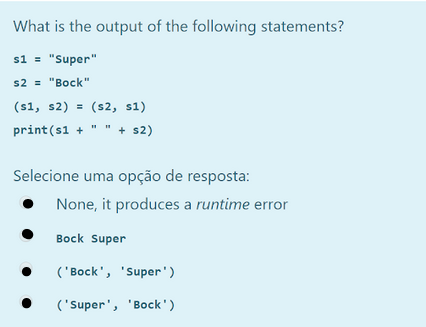 What is the output of the following statements?
s1 = "Super"
s2 = "Bock"
(s1, s2) = (s2, s1)
print(s1 + " " + s2)
Selecione uma opção de resposta:
None, it produces a runtime error
Bock Super
('Bock', 'Super')
('Super', 'Bock')